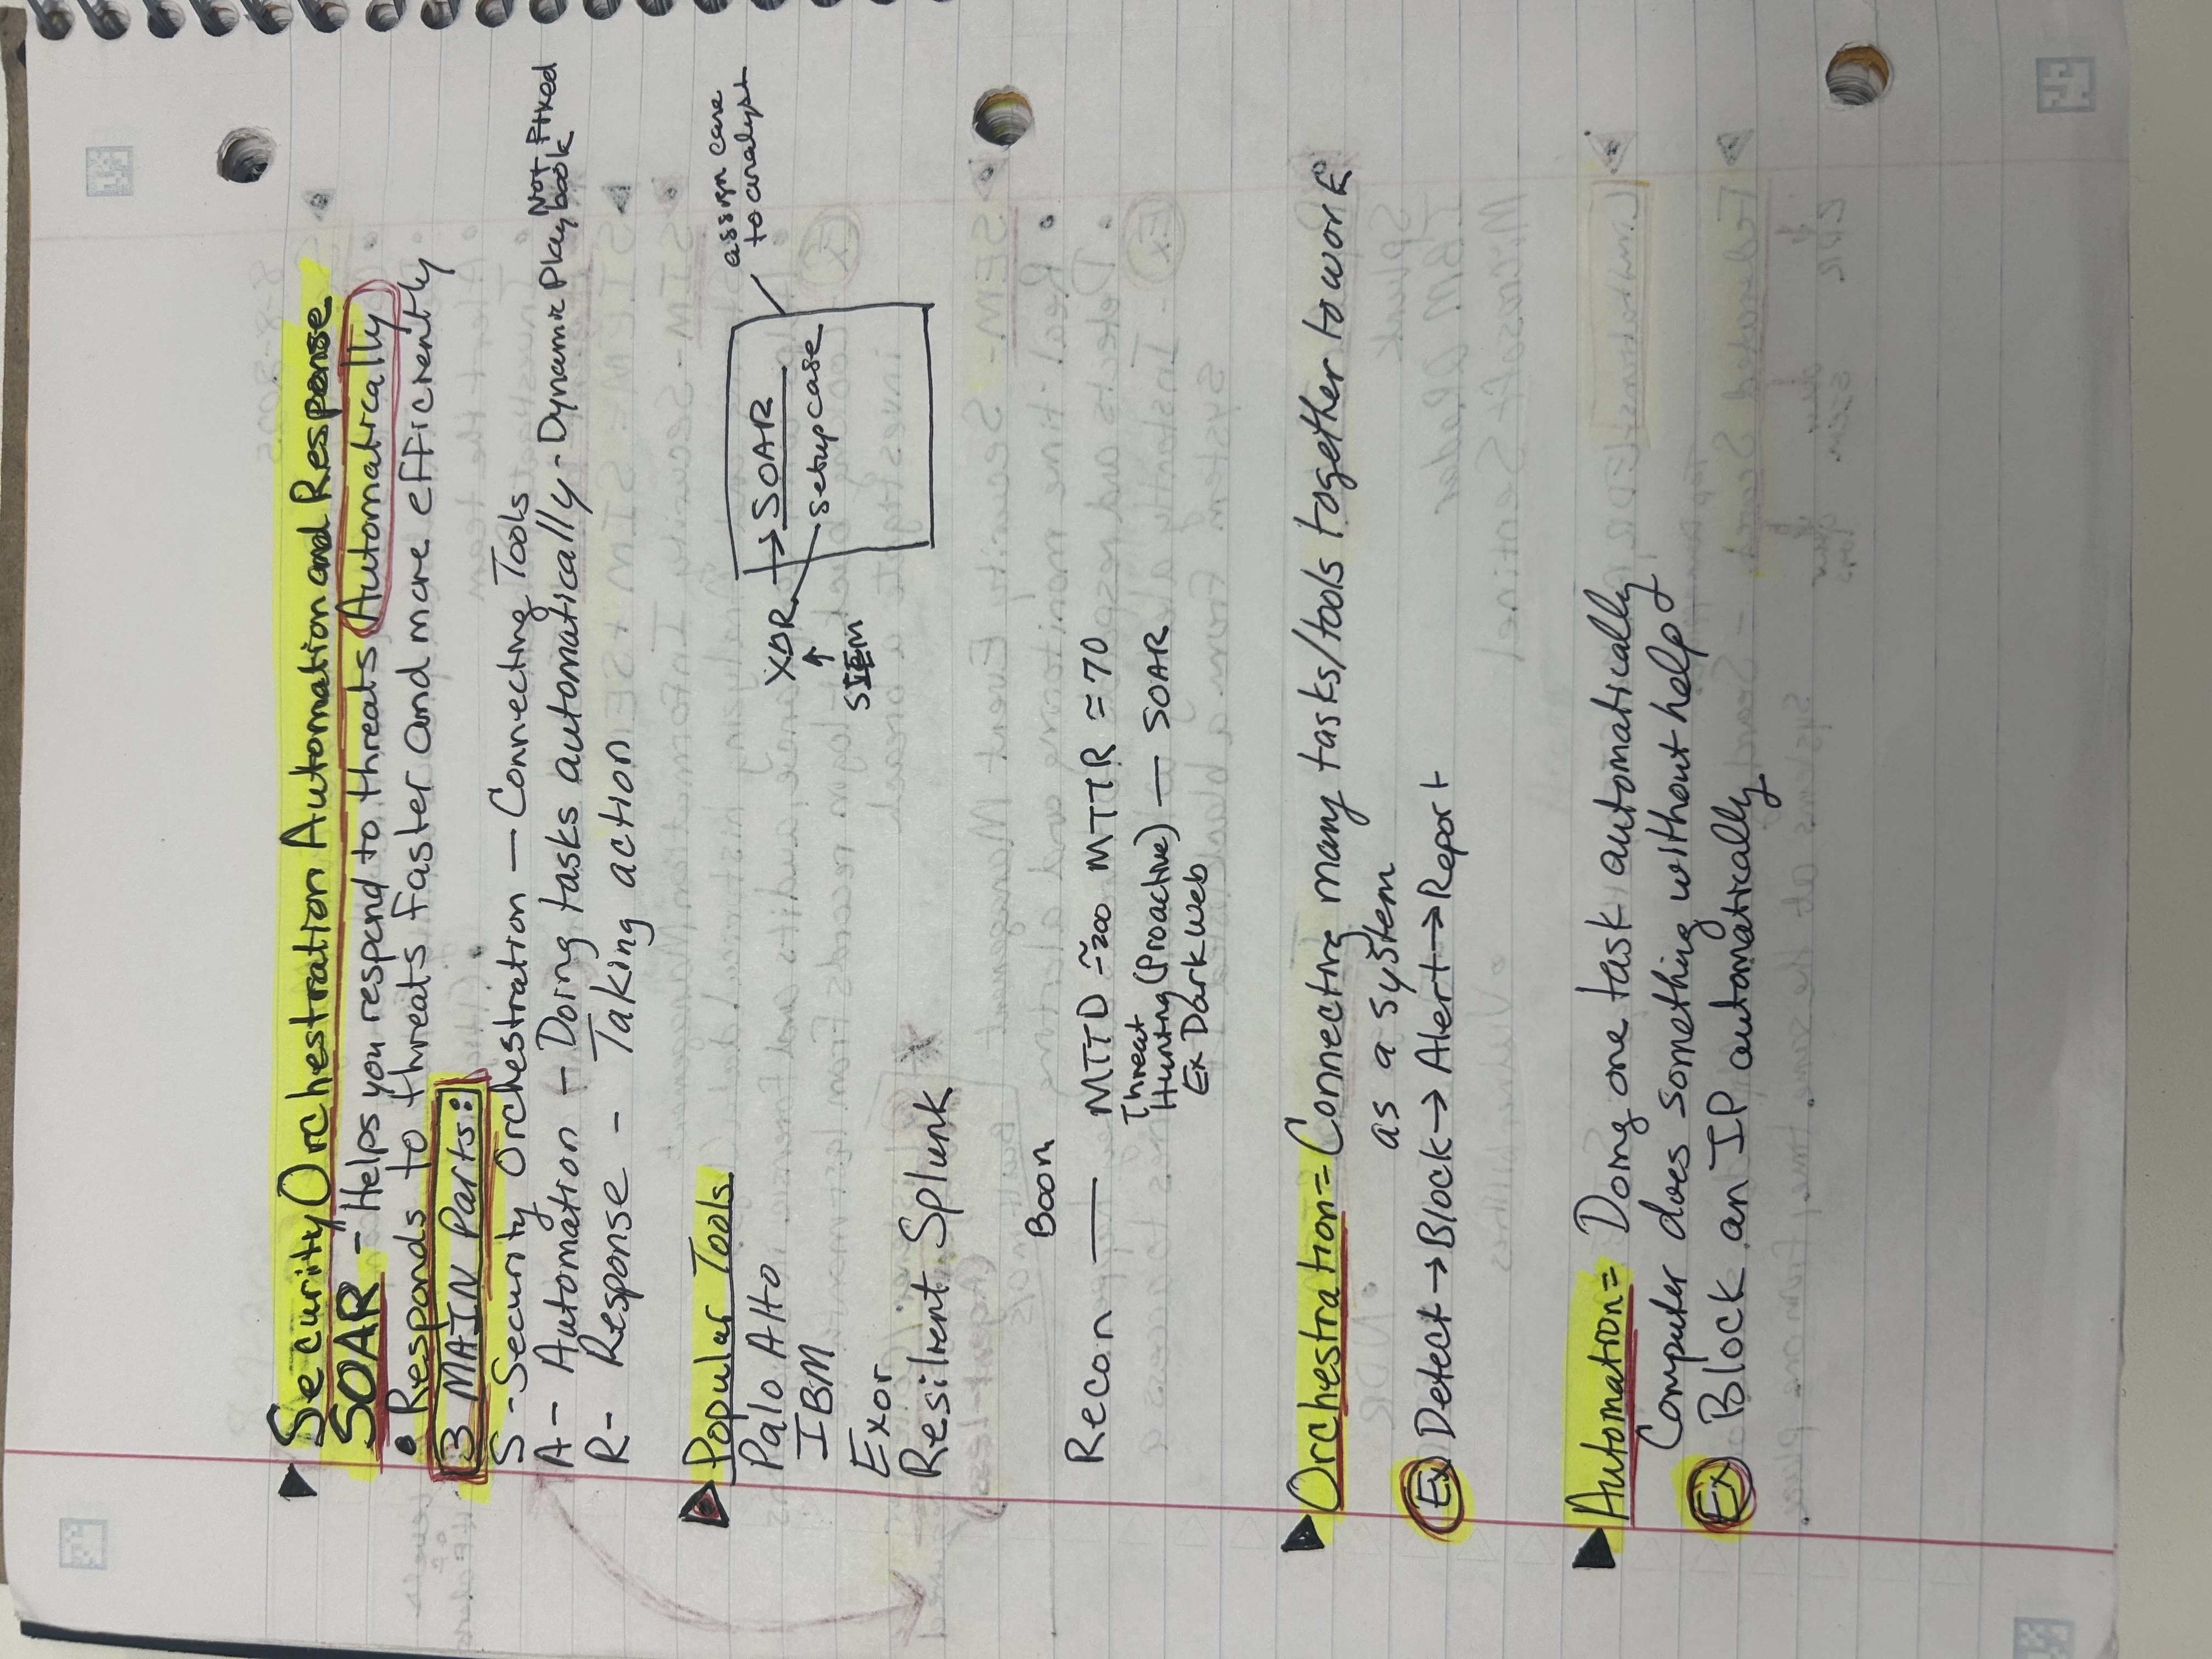 ▶ Security Orchestration Automation and Response
SOAR - Helps you respond to threats Automatically
• Responds to threats faster and more efficiently
3 MAIN Parts:
S - Security Orchestration — Connecting Tools
A - Automation - Doing tasks automatically - Dynamic Playbook Not Fixed
R - Response - Taking action
▶ Popular Tools
Palo Alto
IBM
Exor
Resilient Splunk
XDR → SOAR
setup case
SIEM
assign case
to analyst
Boom
Recon — MTTD ≈ 200 MTTR ≈ 70
Threat
Hunting (Proactive) — SOAR
Ex Dark Web
▶ Orchestration = Connecting many tasks/tools together to work
as a system
Ex Detect → Block → Alert → Report
▶ Automation = Doing one task automatically
Computer does something without help
Ex Block an IP automatically